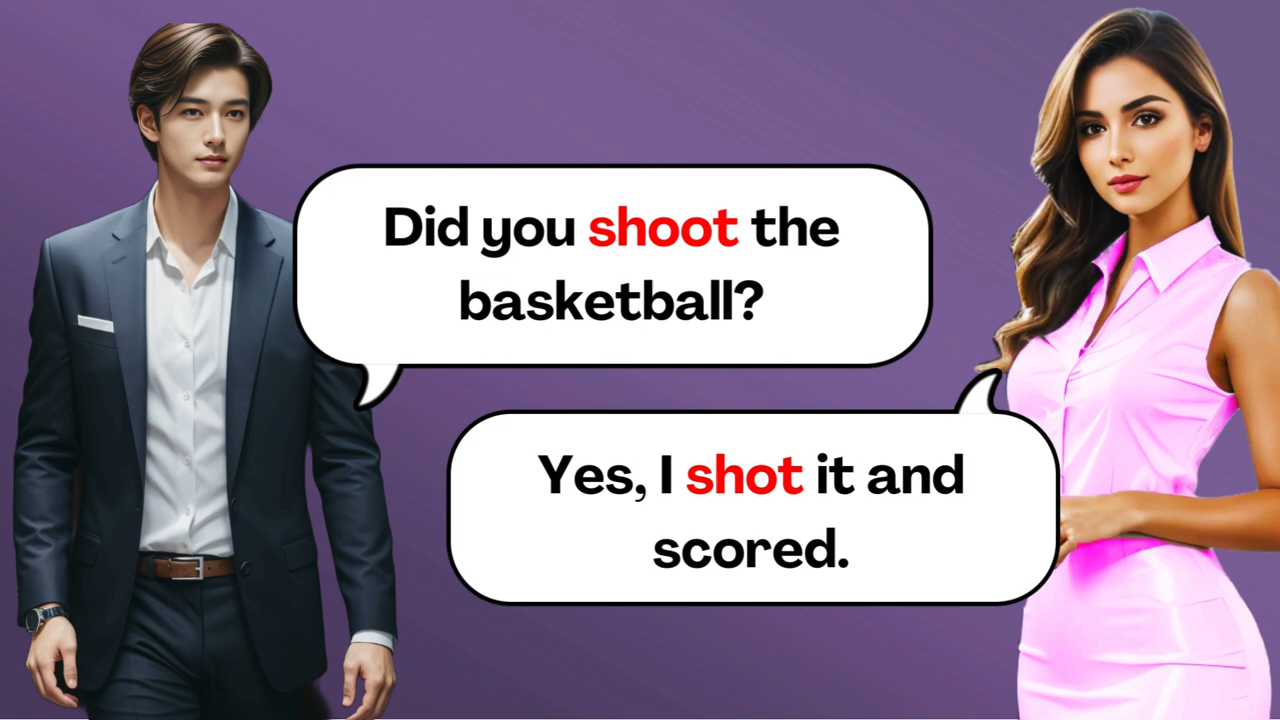 Did you shoot the
basketball?
Yes, I shot it and
scored.